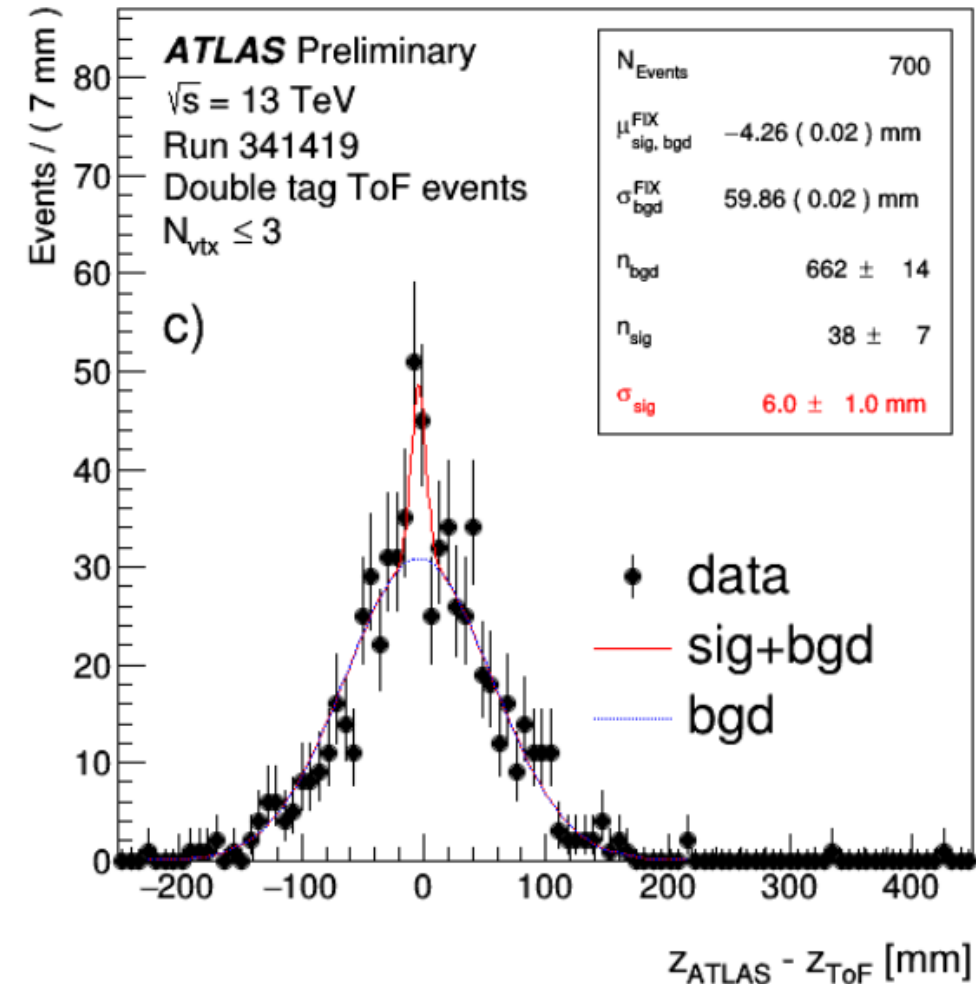 ATLAS Preliminary
√s = 13 TeV
Run 341419
Double tag ToF events
N_vtx ≤ 3
c)
N_Events 700
μ^FIX_sig, bgd −4.26 ( 0.02 ) mm
σ^FIX_bgd 59.86 ( 0.02 ) mm
n_bgd 662 ± 14
n_sig 38 ± 7
σ_sig 6.0 ± 1.0 mm
data
sig+bgd
bgd
Events / ( 7 mm )
80
70
60
50
40
30
20
10
0
−200 −100 0 100 200 300 400
z_ATLAS - z_ToF [mm]